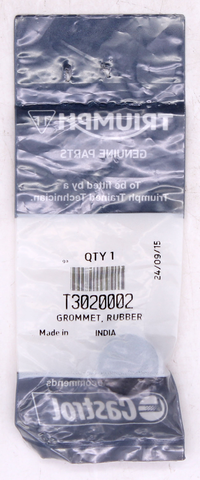 TRIUMPH
GENUINE PARTS
To be fitted by a
Triumph Trained Technician.
24/09/15
QTY 1
T3020002
GROMMET, RUBBER
Made in INDIA
recommends
Castrol